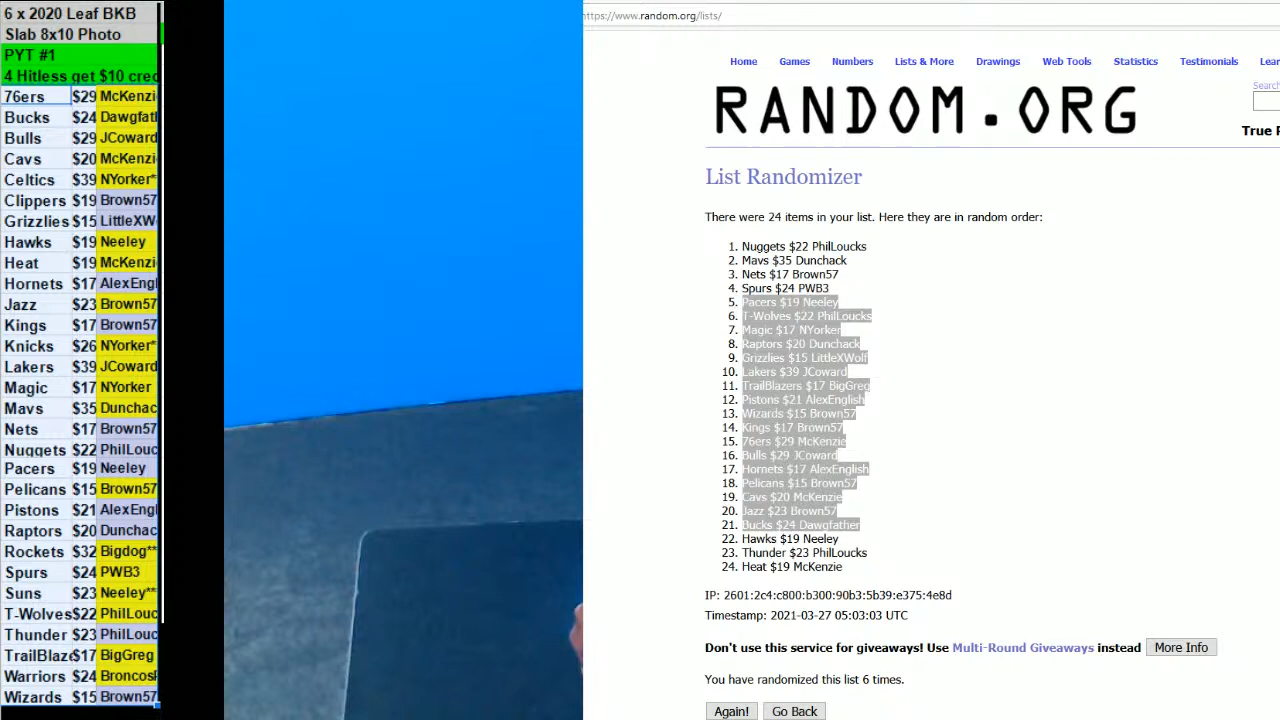 6 x 2020 Leaf BKB
Slab 8x10 Photo
PYT #1
4 Hitless get $10 cred
76ers $29 McKenzi
Bucks $24 Dawgfatl
Bulls $29 JCoward
Cavs $20 McKenzi
Celtics $39 NYorker*
Clippers $19 Brown57
Grizzlies $15 LittleXW
Hawks $19 Neeley
Heat $19 McKenzi
Hornets $17 AlexEngl
Jazz $23 Brown57
Kings $17 Brown57
Knicks $26 NYorker*
Lakers $39 JCoward
Magic $17 NYorker
Mavs $35 Dunchac
Nets $17 Brown57
Nuggets $22 PhilLouc
Pacers $19 Neeley
Pelicans $15 Brown57
Pistons $21 AlexEngl
Raptors $20 Dunchac
Rockets $32 Bigdog**
Spurs $24 PWB3
Suns $23 Neeley**
T-Wolves $22 PhilLouc
Thunder $23 PhilLouc
TrailBlaze $17 BigGreg
Warriors $24 Broncos
Wizards $15 Brown57
https://www.random.org/lists/
Home Games Numbers Lists & More Drawings Web Tools Statistics Testimonials Lear
RANDOM.ORG
Search
True R
List Randomizer
There were 24 items in your list. Here they are in random order:
1. Nuggets $22 PhilLoucks
2. Mavs $35 Dunchack
3. Nets $17 Brown57
4. Spurs $24 PWB3
5. Pacers $19 Neeley
6. T-Wolves $22 PhilLoucks
7. Magic $17 NYorker
8. Raptors $20 Dunchack
9. Grizzlies $15 LittleXWolf
10. Lakers $39 JCoward
11. TrailBlazers $17 BigGreg
12. Pistons $21 AlexEnglish
13. Wizards $15 Brown57
14. Kings $17 Brown57
15. 76ers $29 McKenzie
16. Bulls $29 JCoward
17. Hornets $17 AlexEnglish
18. Pelicans $15 Brown57
19. Cavs $20 McKenzie
20. Jazz $23 Brown57
21. Bucks $24 Dawgfather
22. Hawks $19 Neeley
23. Thunder $23 PhilLoucks
24. Heat $19 McKenzie
IP: 2601:2c4:c800:b300:90b3:5b39:e375:4e8d
Timestamp: 2021-03-27 05:03:03 UTC
Don't use this service for giveaways! Use Multi-Round Giveaways instead More Info
You have randomized this list 6 times.
Again! Go Back